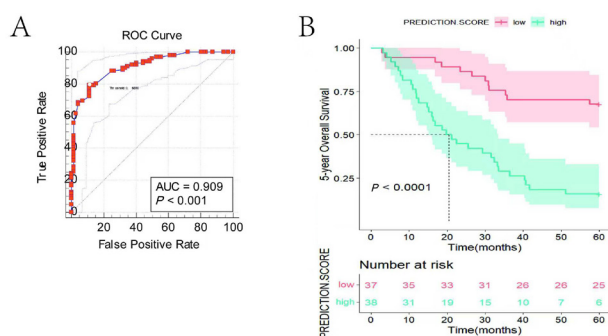 A
ROC Curve
True Positive Rate
100
80
60
40
20
0
AUC = 0.909
P < 0.001
0 20 40 60 80 100
False Positive Rate
B
PREDICTION.SCORE low high
5-year Overall Survival
1.00
0.75
0.50
0.25
P < 0.0001
0 10 20 30 40 50 60
Time(months)
PREDICTION.SCORE
Number at risk
low 37 35 33 31 26 26 25
high 38 31 19 15 10 7 6
0 10 20 30 40 50 60
Time(months)